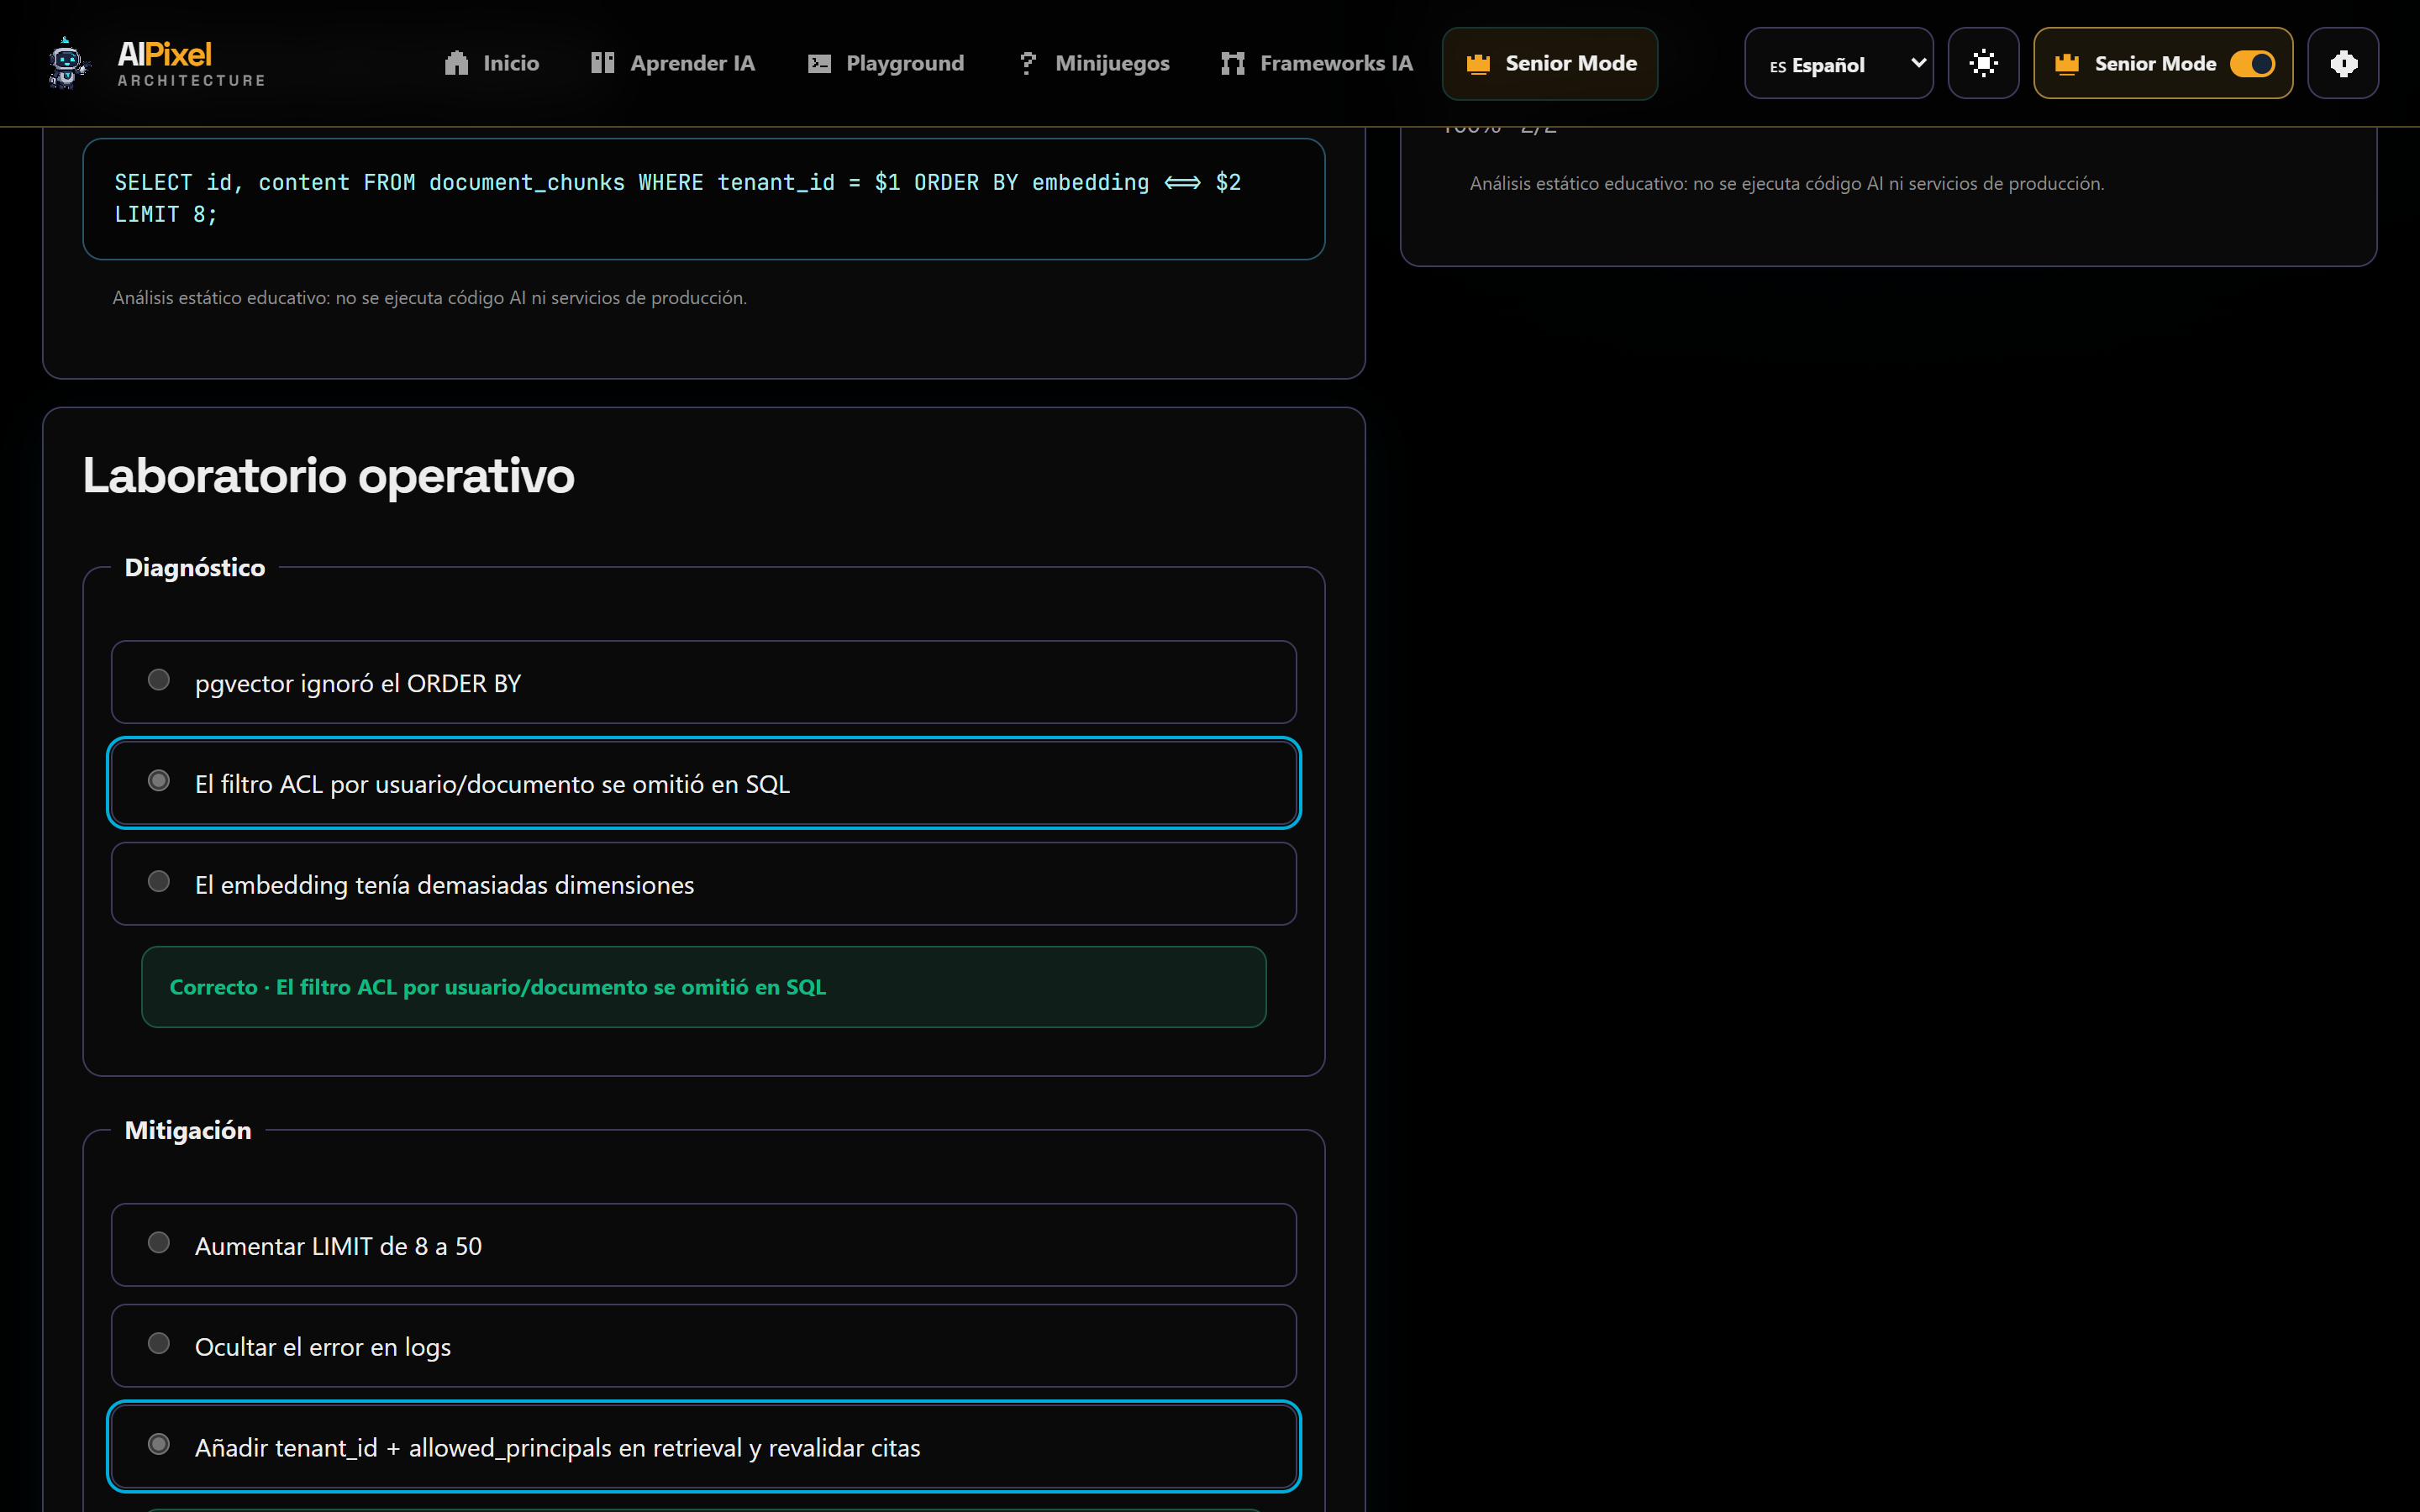 AIPixel
ARCHITECTURE
Inicio
Aprender IA
Playground
Minijuegos
Frameworks IA
Senior Mode
ES Español
Senior Mode
SELECT id, content FROM document_chunks WHERE tenant_id = $1 ORDER BY embedding <=> $2
LIMIT 8;
Análisis estático educativo: no se ejecuta código AI ni servicios de producción.
Análisis estático educativo: no se ejecuta código AI ni servicios de producción.
Laboratorio operativo
Diagnóstico
pgvector ignoró el ORDER BY
El filtro ACL por usuario/documento se omitió en SQL
El embedding tenía demasiadas dimensiones
Correcto · El filtro ACL por usuario/documento se omitió en SQL
Mitigación
Aumentar LIMIT de 8 a 50
Ocultar el error en logs
Añadir tenant_id + allowed_principals en retrieval y revalidar citas